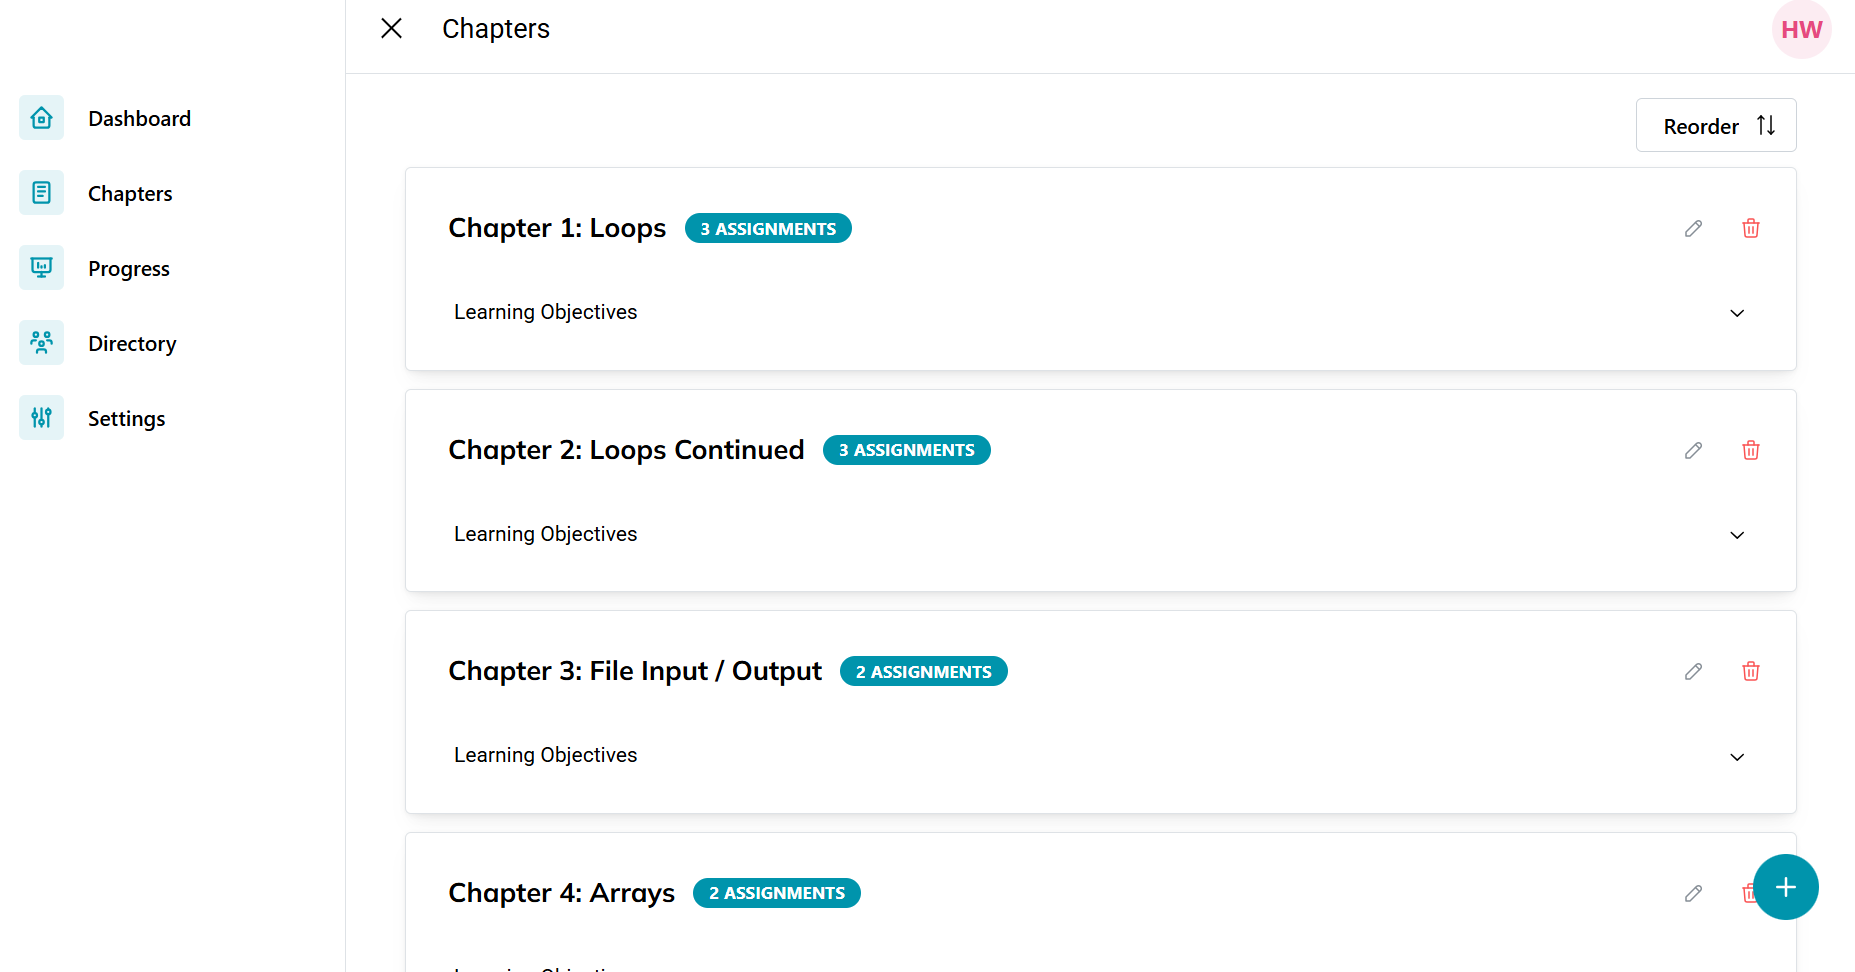 Chapters
HW
Dashboard
Chapters
Progress
Directory
Settings
Reorder
Chapter 1: Loops 3 ASSIGNMENTS
Learning Objectives
Chapter 2: Loops Continued 3 ASSIGNMENTS
Learning Objectives
Chapter 3: File Input / Output 2 ASSIGNMENTS
Learning Objectives
Chapter 4: Arrays 2 ASSIGNMENTS